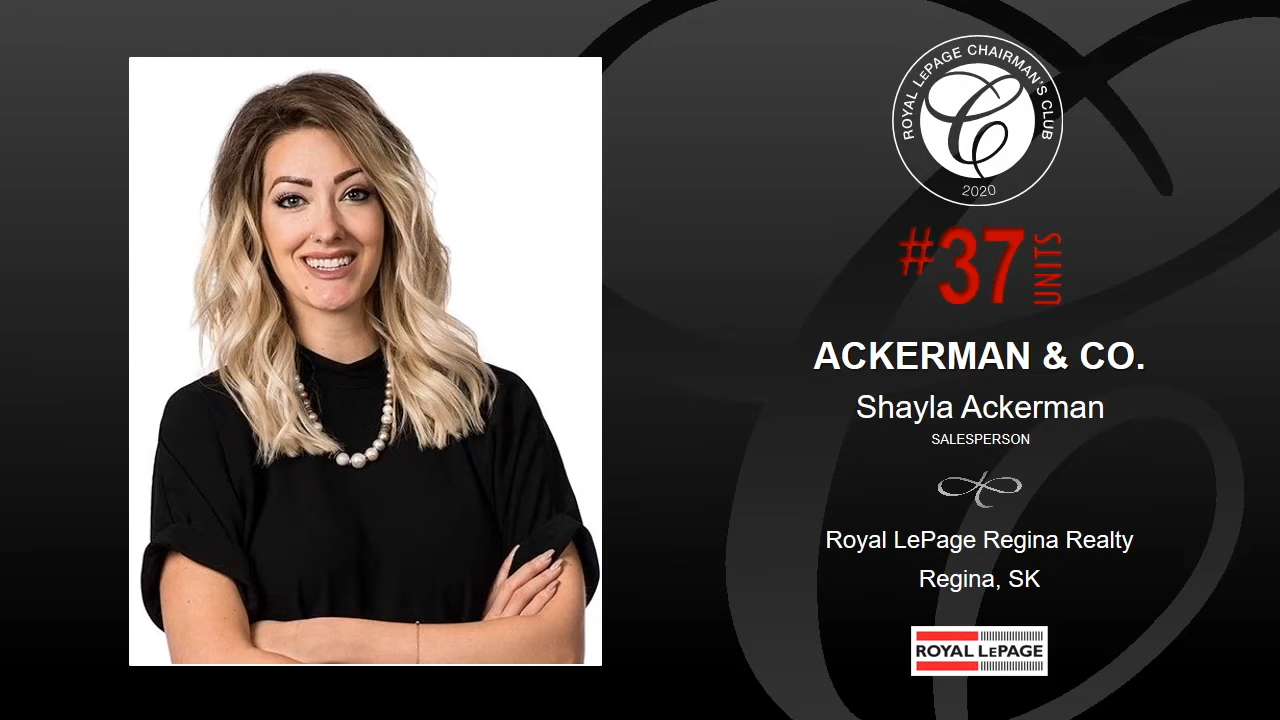 ROYAL LEPAGE CHAIRMAN'S CLUB
2020
#37 UNITS
ACKERMAN & CO.
Shayla Ackerman
SALESPERSON
Royal LePage Regina Realty
Regina, SK
ROYAL LEPAGE